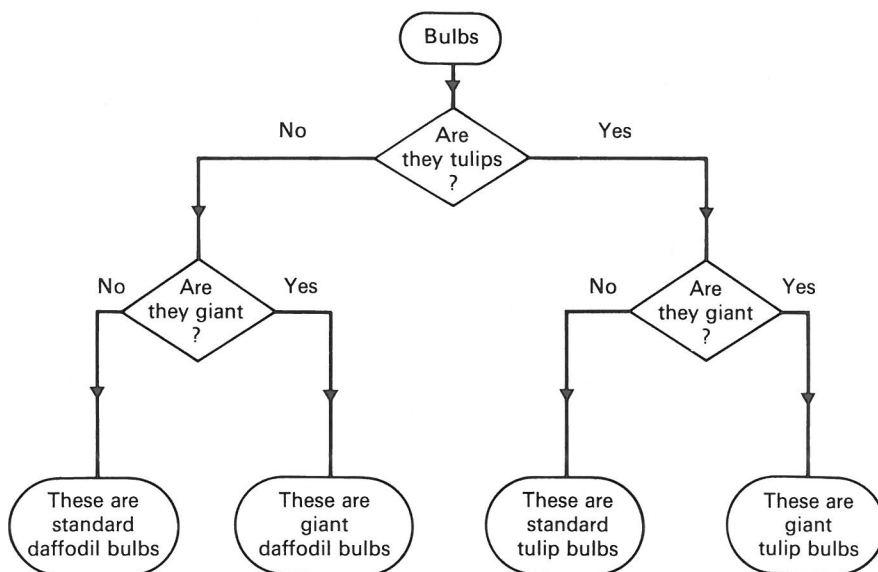 Bulbs
No
Are
they tulips
?
Yes
No
Are
they giant
?
Yes
No
Are
they giant
?
Yes
These are
standard
daffodil bulbs
These are
giant
daffodil bulbs
These are
standard
tulip bulbs
These are
giant
tulip bulbs